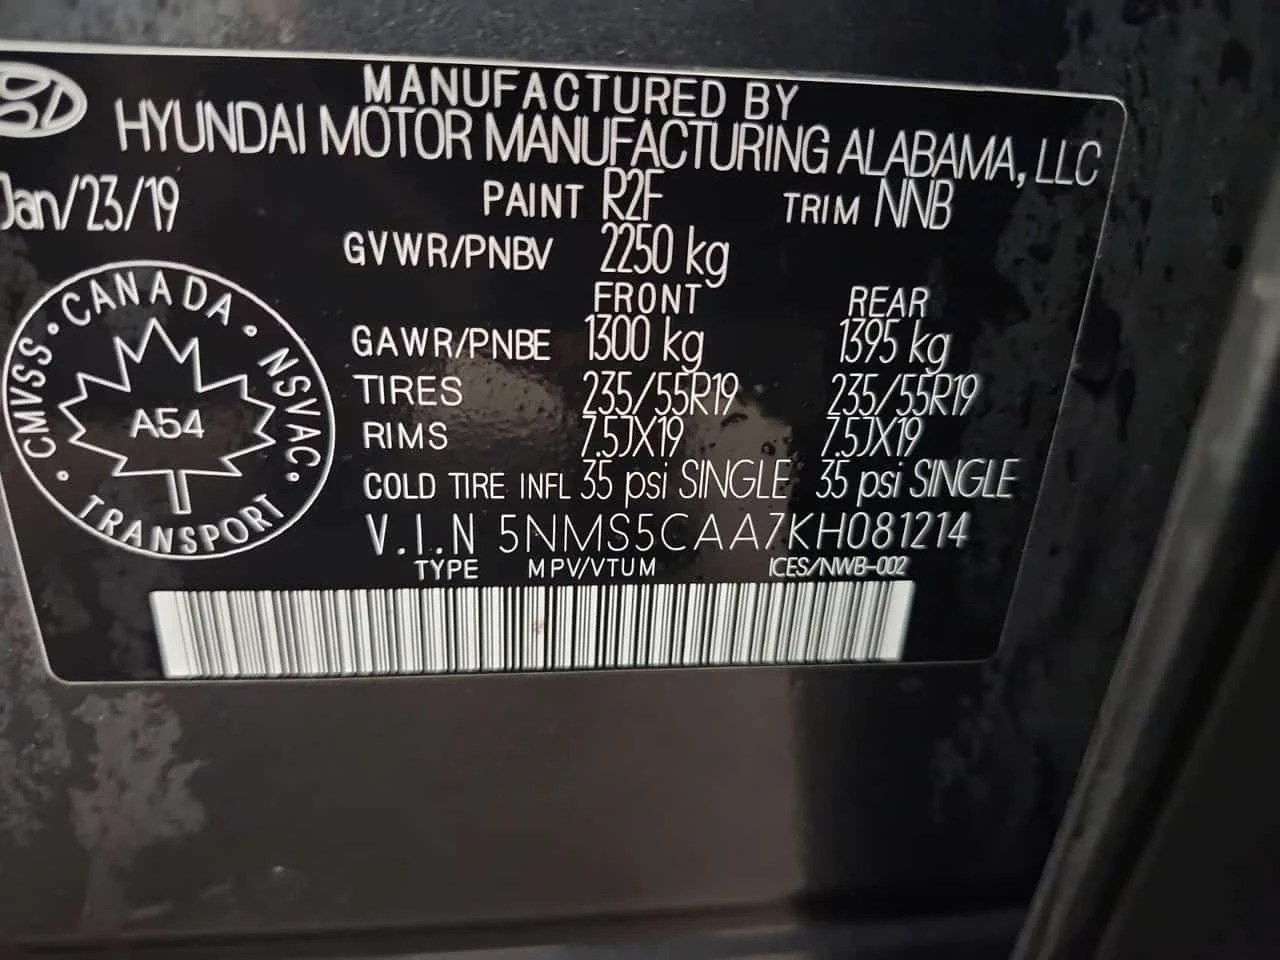 MANUFACTURED BY
HYUNDAI MOTOR MANUFACTURING ALABAMA, LLC
Jan/23/19 PAINT R2F TRIM NNB
GVWR/PNBV 2250 kg
FRONT REAR
GAWR/PNBE 1300 kg 1395 kg
TIRES 235/55R19 235/55R19
RIMS 7.5JX19 7.5JX19
COLD TIRE INFL 35 psi SINGLE 35 psi SINGLE
V.I.N 5NMS5CAA7KH081214
TYPE MPV/VTUM ICES/NWB-002
CANADA
• CMVSS • • NSVAC •
A54
TRANSPORT